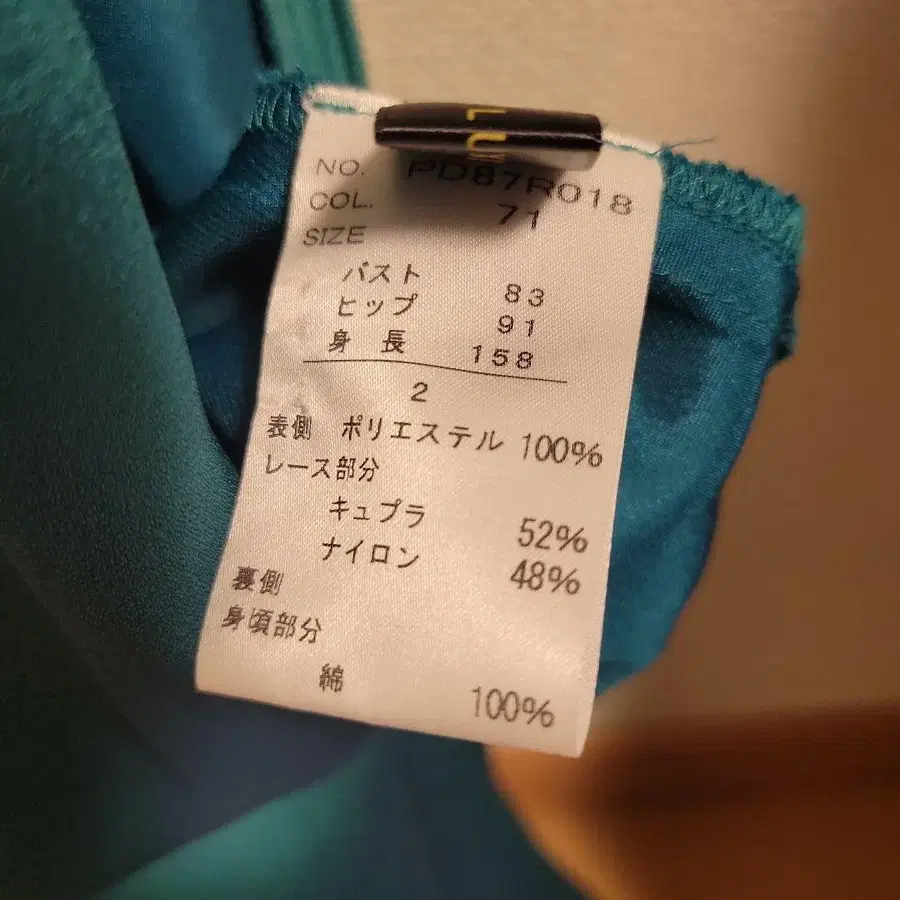 NO. PD87R018
COL. 71
SIZE
バスト 83
ヒップ 91
身長 158
2
表側 ポリエステル 100%
レース部分
キュプラ 52%
ナイロン 48%
裏側
身頃部分
綿 100%